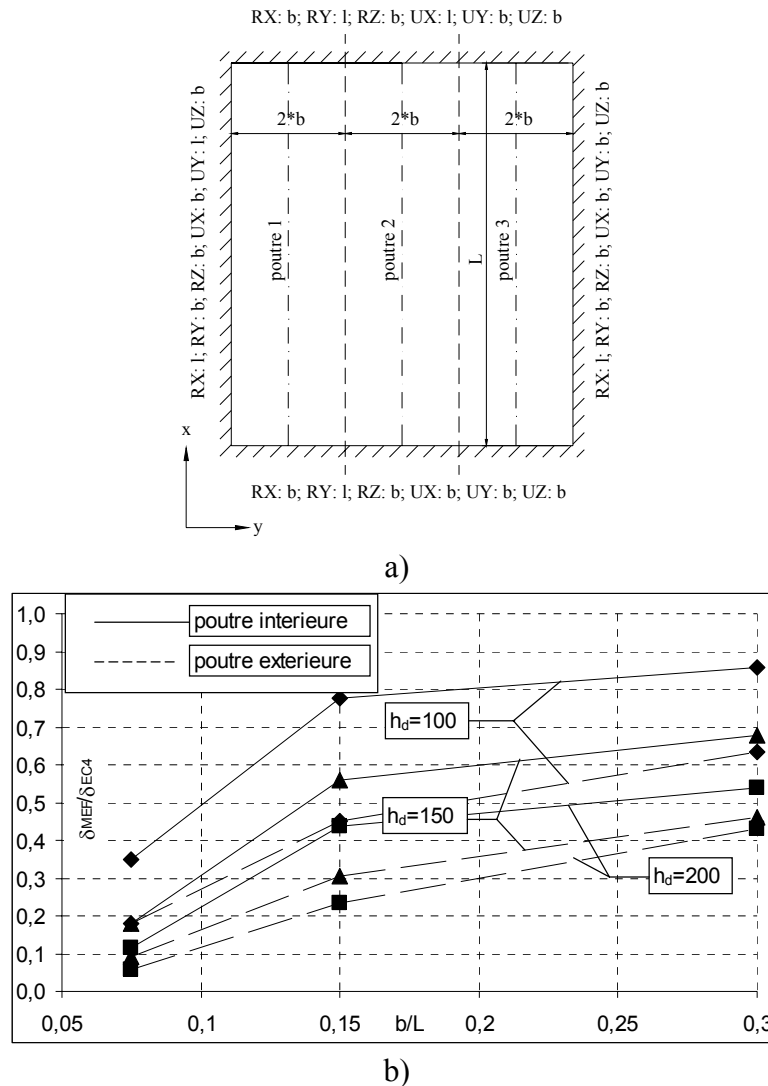 RX: b; RY: l; RZ: b; UX: l; UY: b; UZ: b
RX: l; RY: b; RZ: b; UX: b; UY: l; UZ: b
2*b
2*b
2*b
poutre 1
poutre 2
L
poutre 3
RX: l; RY: b; RZ: b; UX: b; UY: b; UZ: b
x
y
RX: b; RY: l; RZ: b; UX: b; UY: b; UZ: b
a)
1,0
0,9
0,8
0,7
0,6
0,5
0,4
0,3
0,2
0,1
0,0
δMEF/δEC4
poutre interieure
poutre exterieure
hd=100
hd=150
hd=200
0,05
0,1
0,15
b/L
0,2
0,25
0,3
b)